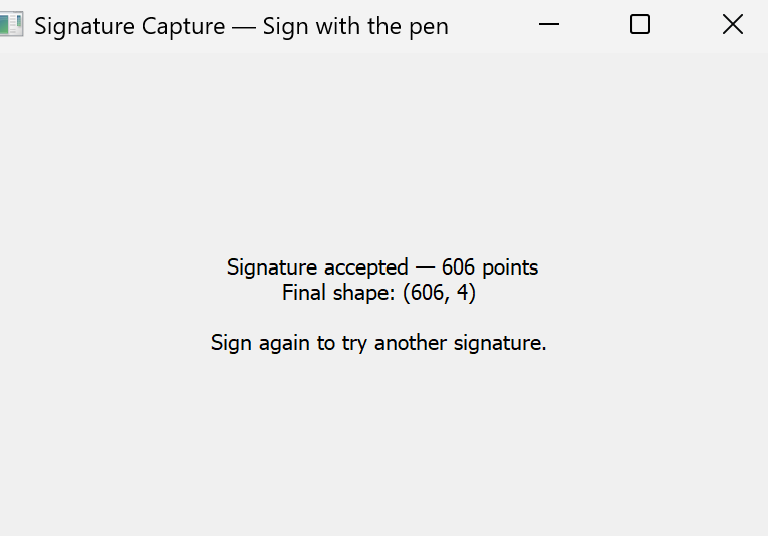 Signature Capture — Sign with the pen
Signature accepted — 606 points
Final shape: (606, 4)
Sign again to try another signature.